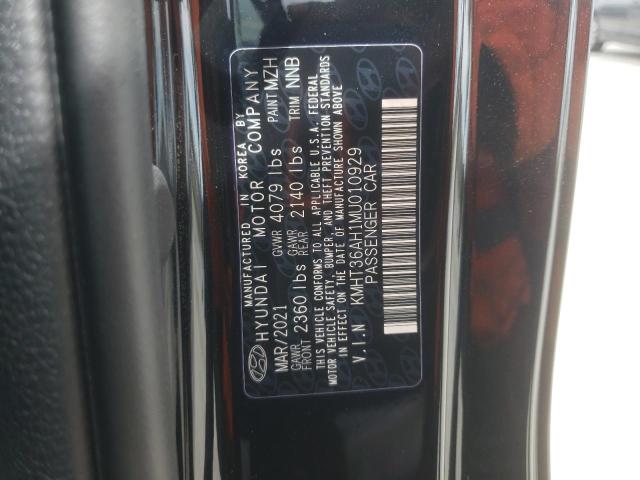 MANUFACTURED IN KOREA BY
HYUNDAI MOTOR COMPANY
MAR/2021 GVWR 4079 lbs PAINT MZH
GAWR FRONT 2360 lbs GAWR REAR 2140 lbs TRIM NNB
THIS VEHICLE CONFORMS TO ALL APPLICABLE U.S.A. FEDERAL
MOTOR VEHICLE SAFETY, BUMPER, AND THEFT PREVENTION STANDARDS
IN EFFECT ON THE DATE OF MANUFACTURE SHOWN ABOVE
V.I.N KMHT36AH1MU010929
PASSENGER CAR